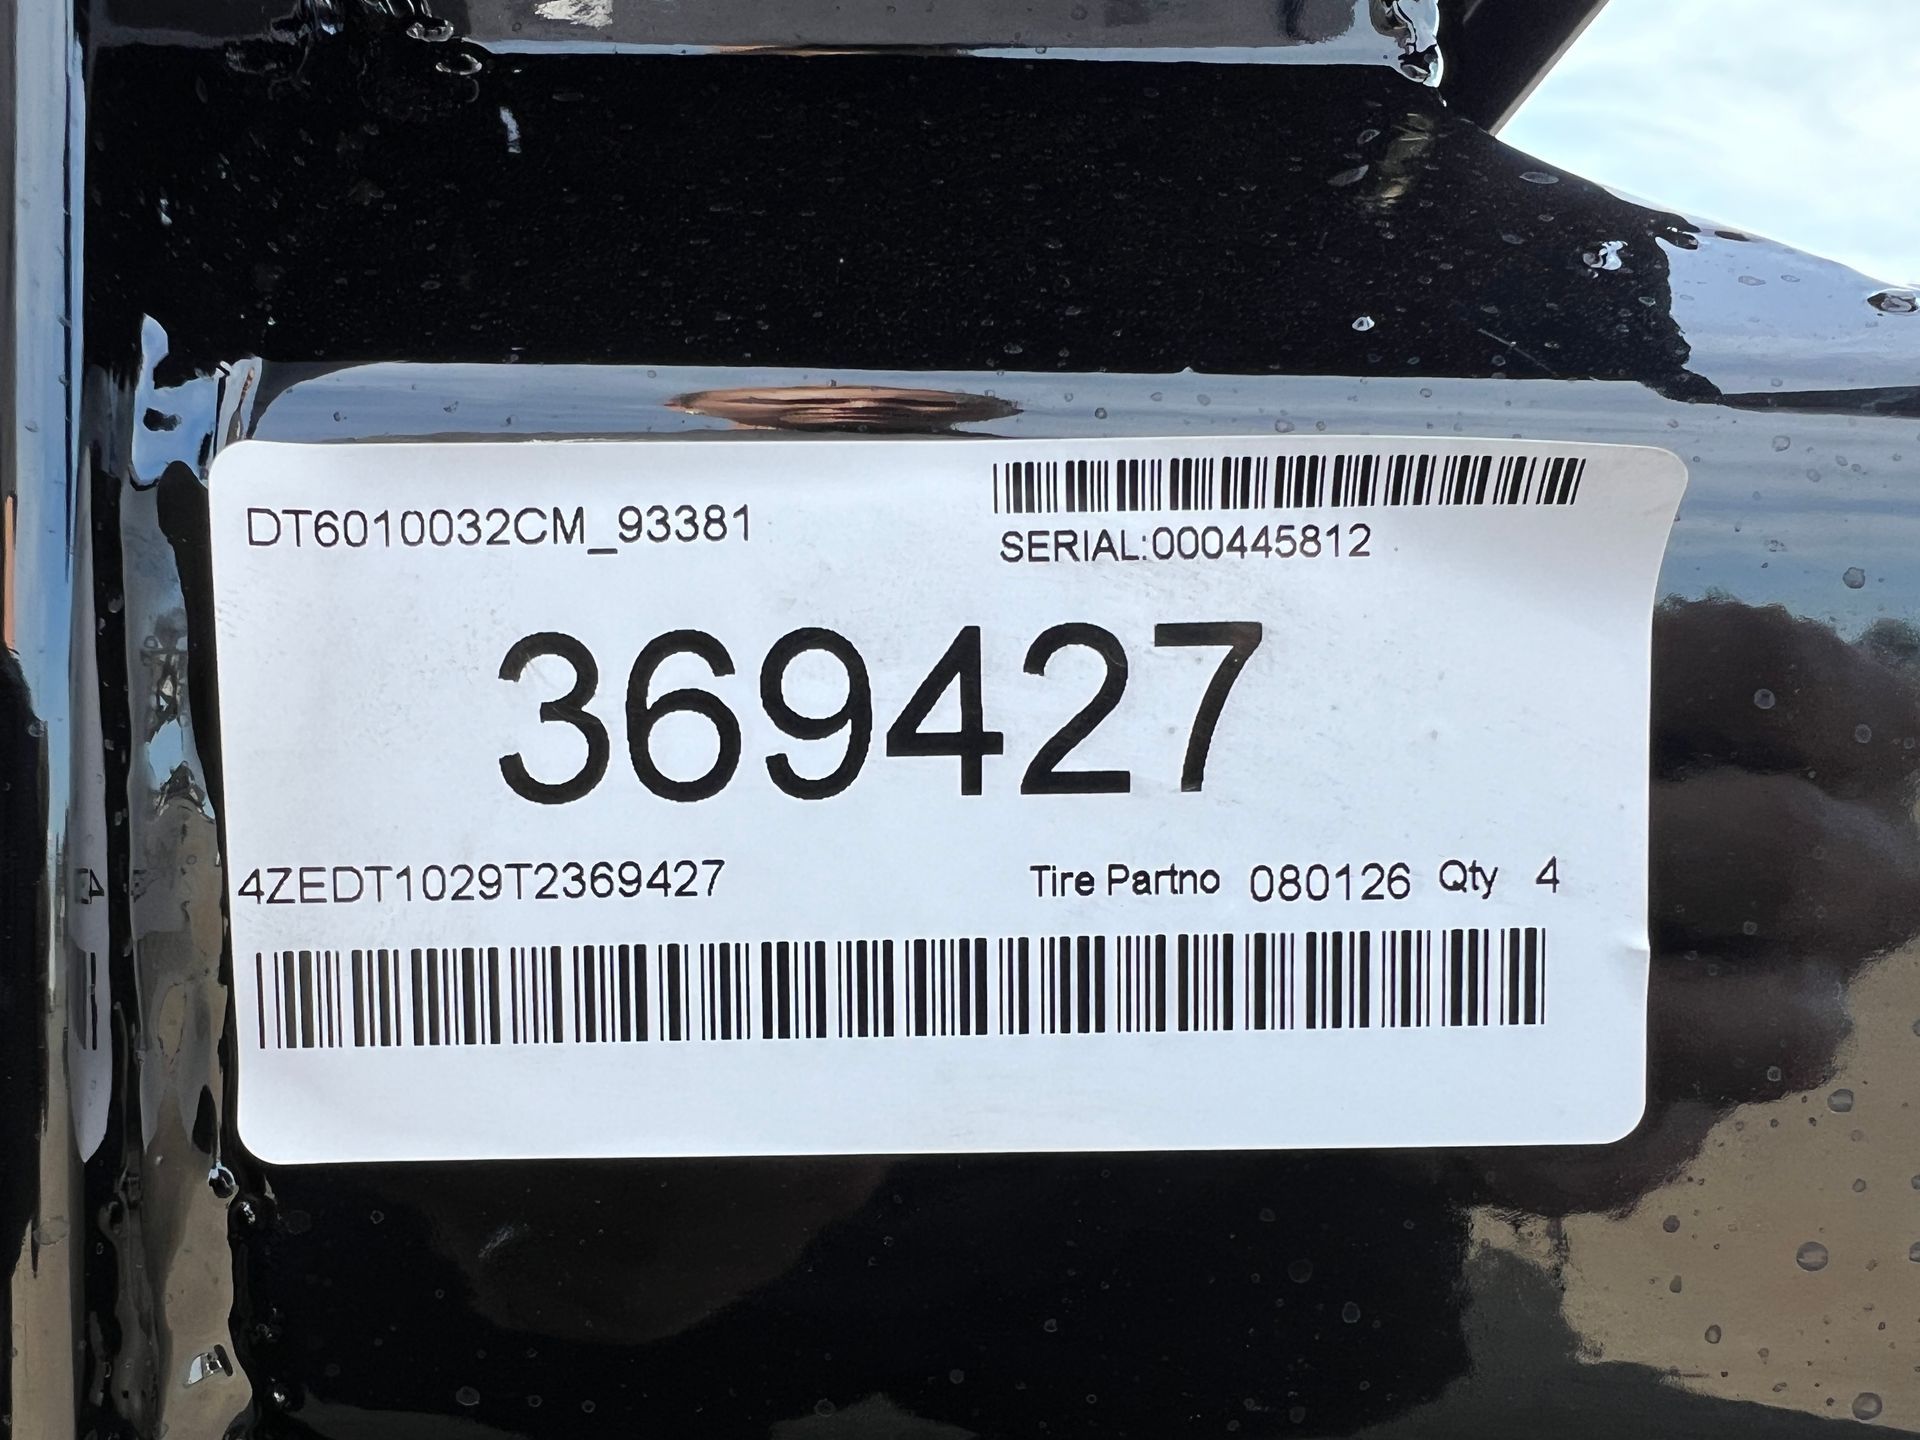 DT6010032CM_93381
SERIAL:000445812
369427
4ZEDT1029T2369427
Tire Partno 080126 Qty 4